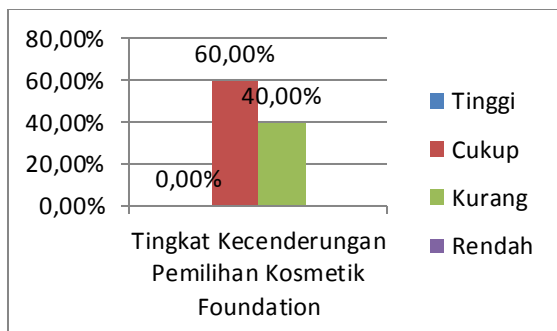 80,00%
60,00%
40,00%
20,00%
0,00%
60,00%
40,00%
0,00%
Tingkat Kecenderungan
Pemilihan Kosmetik
Foundation
Tinggi
Cukup
Kurang
Rendah